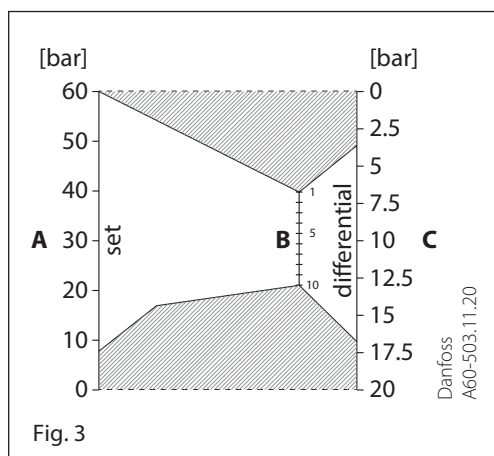 [bar] [bar]
60 0
50 2.5
40 5
30 7.5
20 10
10 12.5
0 15
17.5
20
A
set
B
1
5
10
differential
C
Danfoss
A60-503.11.20
Fig. 3